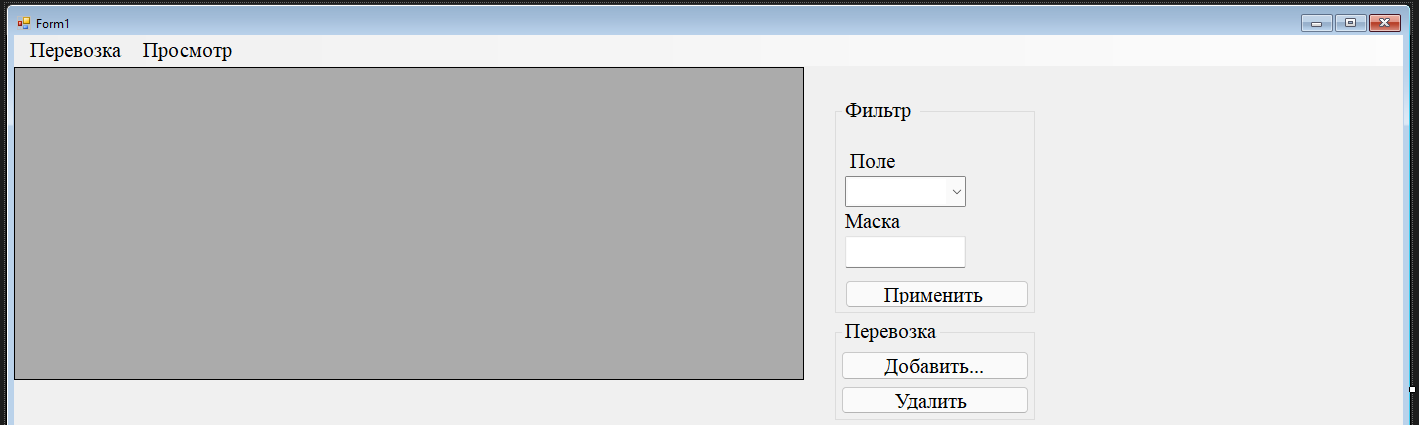 Form1
Перевозка Просмотр
Фильтр
Поле
Маска
Применить
Перевозка
Добавить...
Удалить